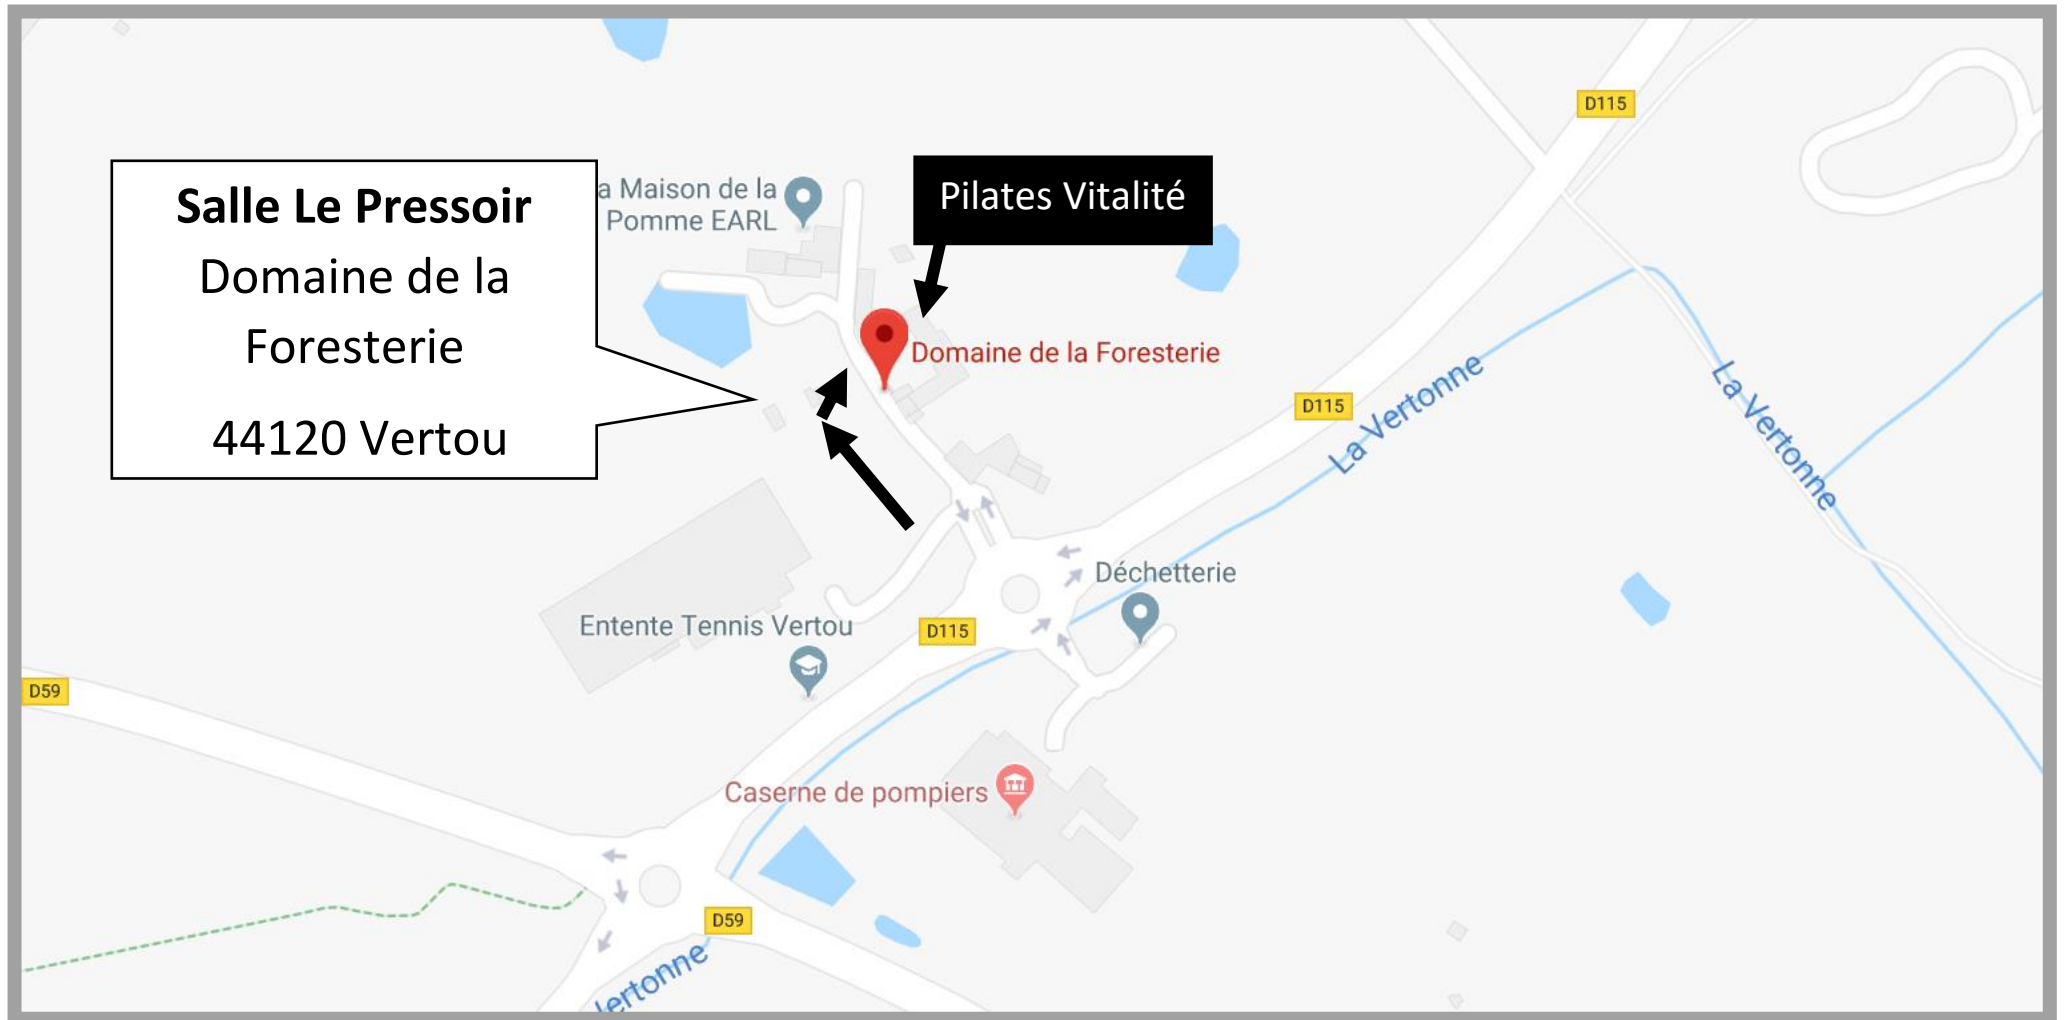 D115
Salle Le Pressoir
Domaine de la
Foresterie
44120 Vertou
a Maison de la
Pomme EARL
Pilates Vitalité
Domaine de la Foresterie
D115
La Vertonne
La Vertonne
Déchetterie
Entente Tennis Vertou
D115
D59
Caserne de pompiers
D59
Vertonne